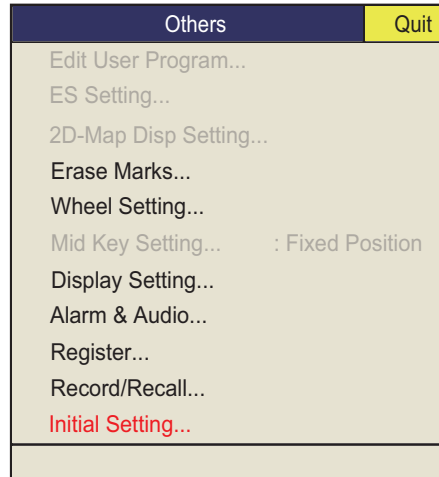 Others Quit
Edit User Program...
ES Setting...
2D-Map Disp Setting...
Erase Marks...
Wheel Setting...
Mid Key Setting... : Fixed Position
Display Setting...
Alarm & Audio...
Register...
Record/Recall...
Initial Setting...